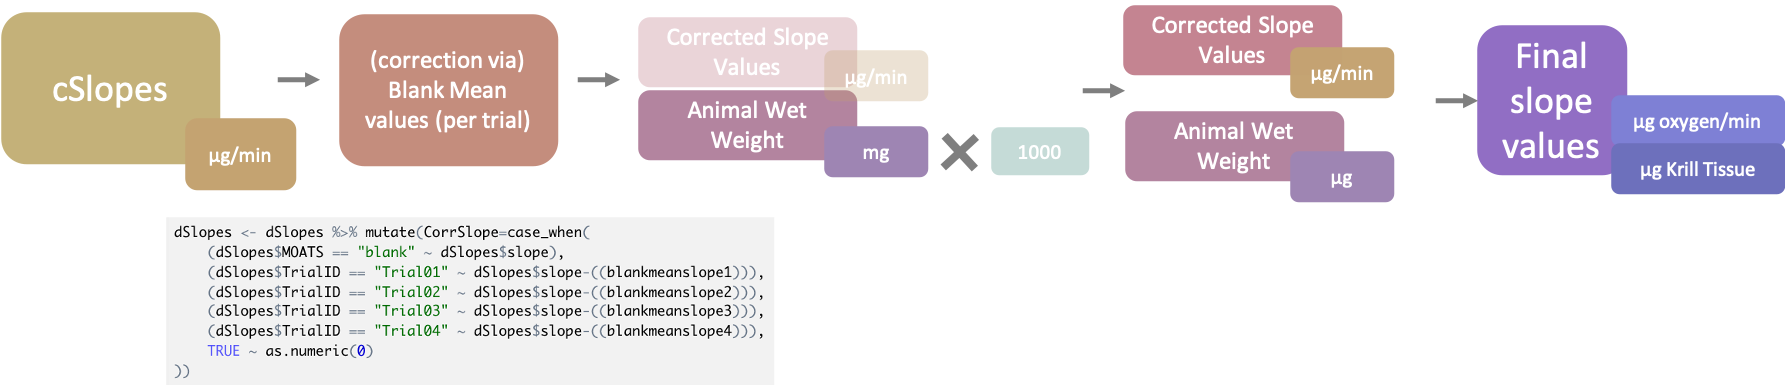 cSlopes
µg/min
(correction via)
Blank Mean
values (per trial)
Corrected Slope
Values
µg/min
Animal Wet
Weight
mg
1000
Corrected Slope
Values
µg/min
Animal Wet
Weight
µg
Final
slope
values
µg oxygen/min
µg Krill Tissue
dSlopes <- dSlopes %>% mutate(CorrSlope=case_when(
(dSlopes$MOATS == "blank" ~ dSlopes$slope),
(dSlopes$TrialID == "Trial01" ~ dSlopes$slope-((blankmeanslope1))),
(dSlopes$TrialID == "Trial02" ~ dSlopes$slope-((blankmeanslope2))),
(dSlopes$TrialID == "Trial03" ~ dSlopes$slope-((blankmeanslope3))),
(dSlopes$TrialID == "Trial04" ~ dSlopes$slope-((blankmeanslope4))),
TRUE ~ as.numeric(0)
))